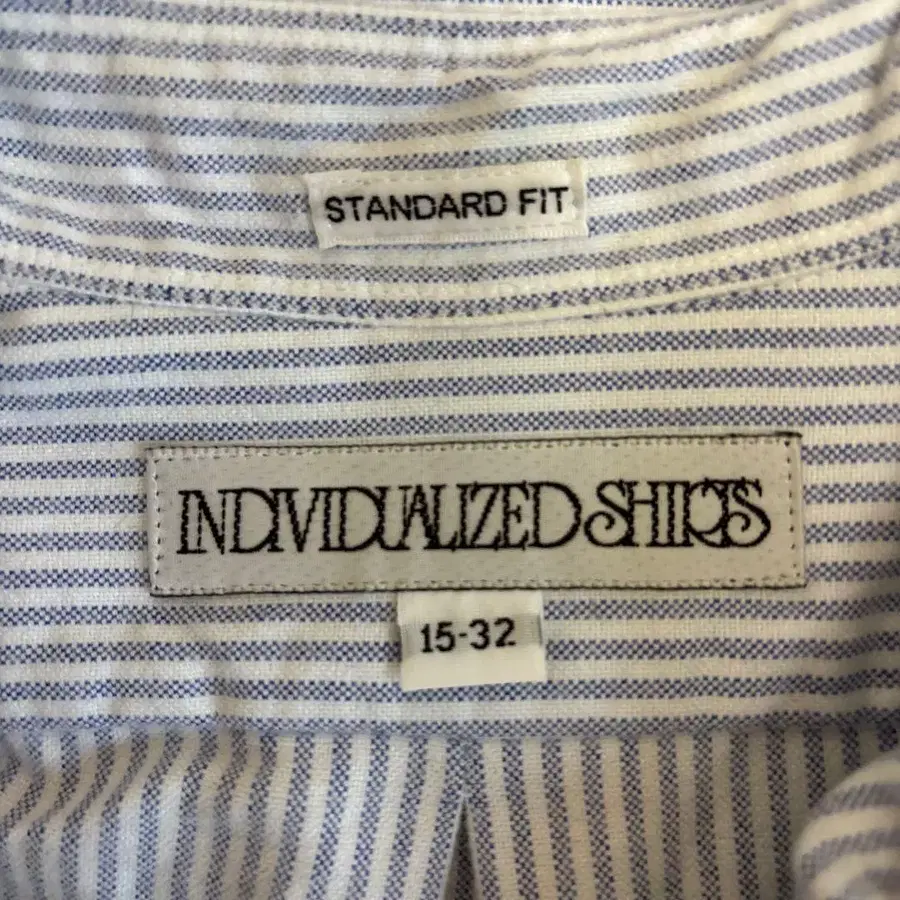 STANDARD FIT
INDIVIDUALIZED SHIRTS
15-32